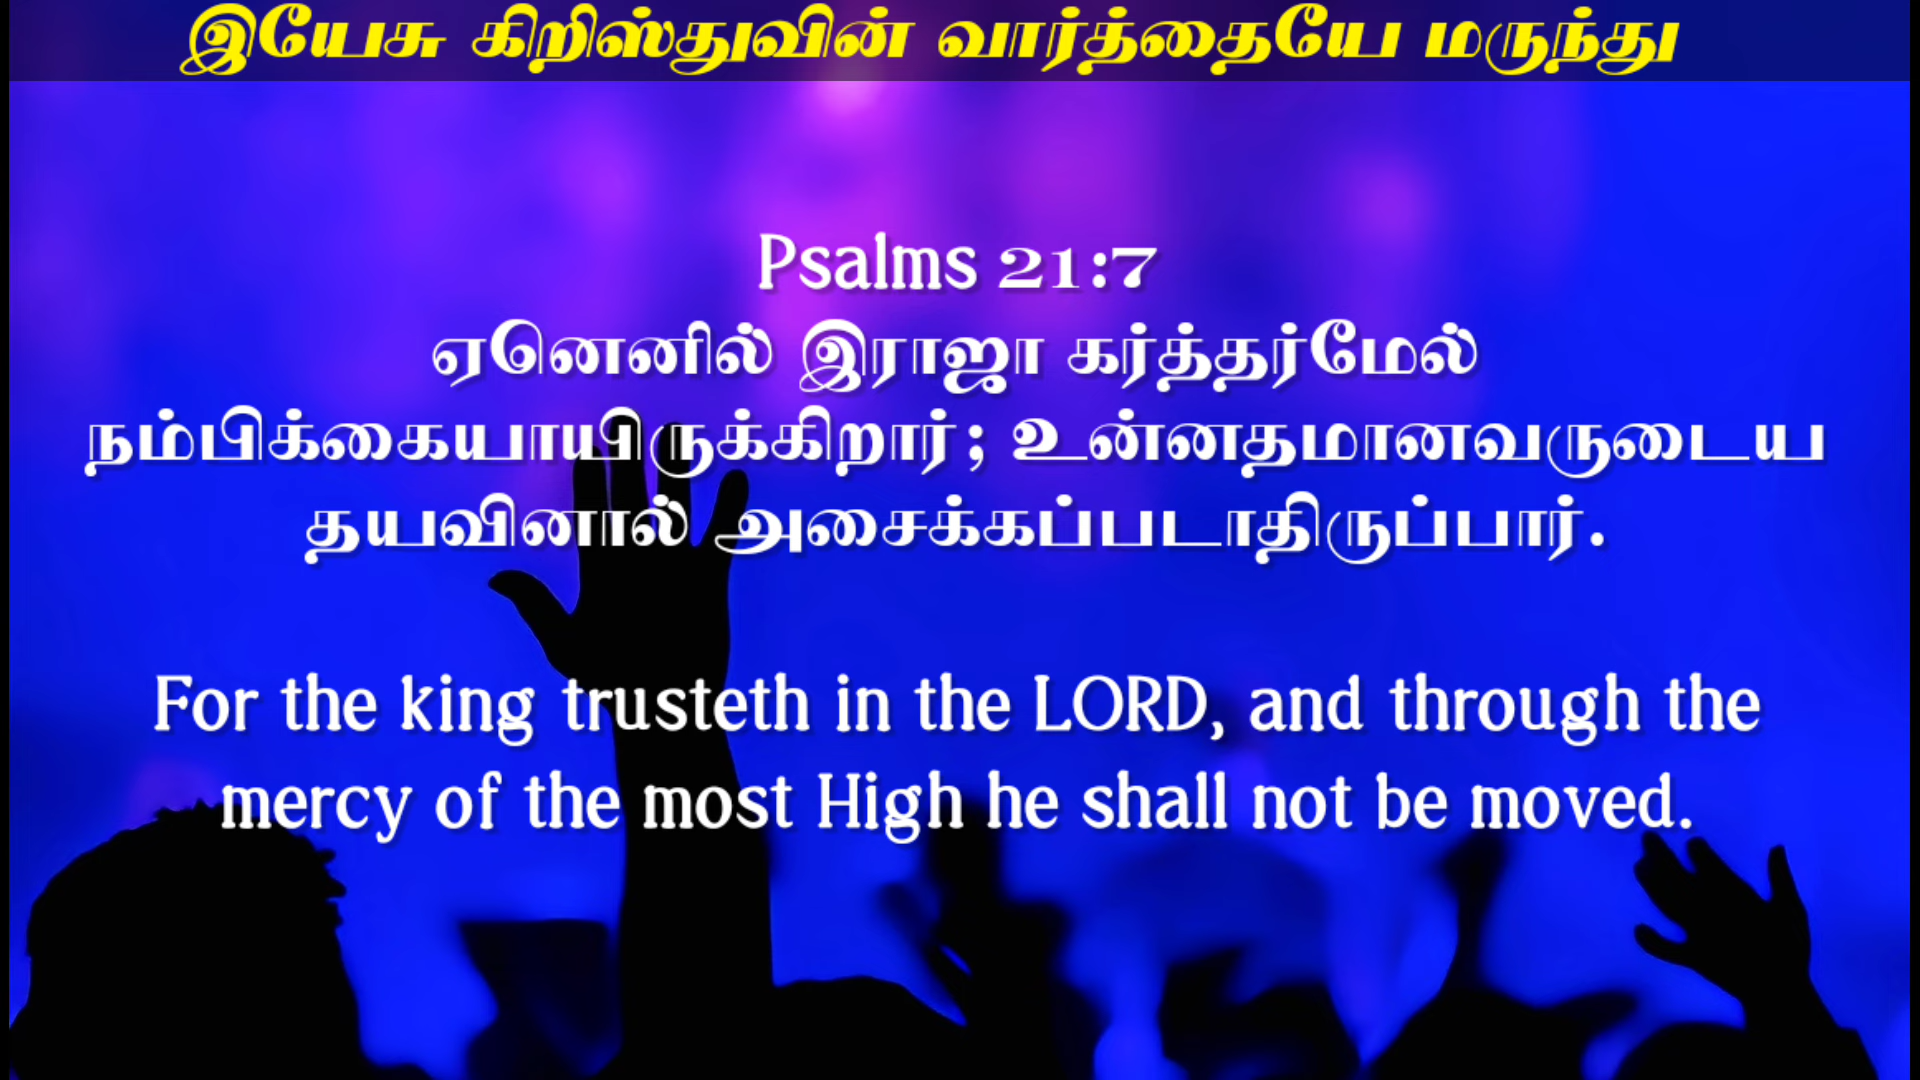 இயேசு கிறிஸ்துவின் வார்த்தையே மருந்து
Psalms 21:7
ஏனெனில் இராஜா கர்த்தர்மேல்
நம்பிக்கையாயிருக்கிறார்; உன்னதமானவருடைய
தயவினால் அசைக்கப்படாதிருப்பார்.
For the king trusteth in the LORD, and through the
mercy of the most High he shall not be moved.